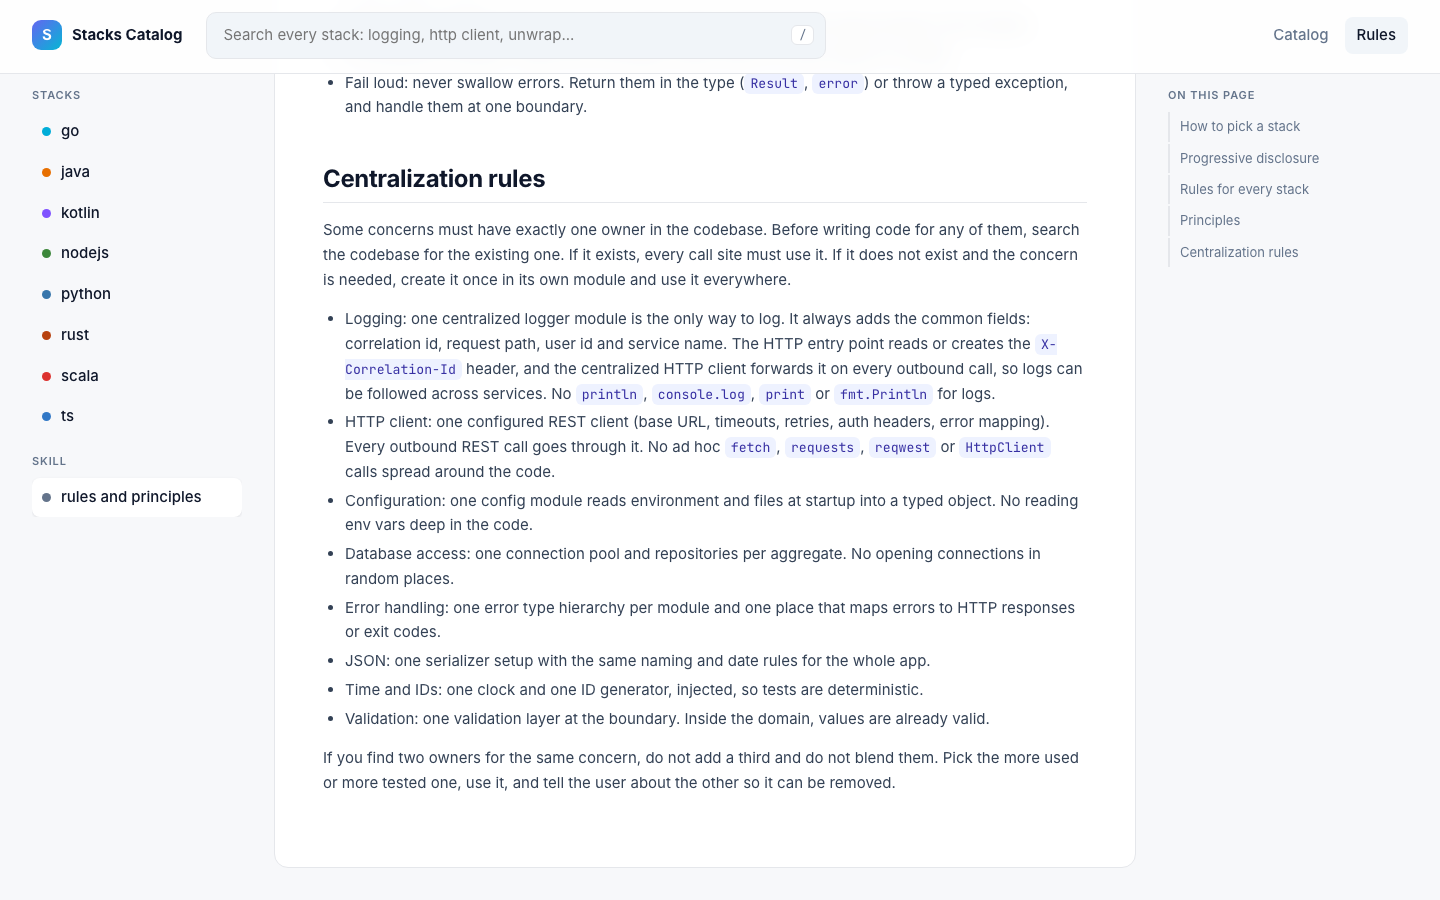 S Stacks Catalog
Search every stack: logging, http client, unwrap...
/
Catalog
Rules
STACKS
go
java
kotlin
nodejs
python
rust
scala
ts
SKILL
rules and principles
Fail loud: never swallow errors. Return them in the type ( Result , error ) or throw a typed exception,
and handle them at one boundary.
Centralization rules
Some concerns must have exactly one owner in the codebase. Before writing code for any of them, search
the codebase for the existing one. If it exists, every call site must use it. If it does not exist and the concern
is needed, create it once in its own module and use it everywhere.
Logging: one centralized logger module is the only way to log. It always adds the common fields:
correlation id, request path, user id and service name. The HTTP entry point reads or creates the X-
Correlation-Id header, and the centralized HTTP client forwards it on every outbound call, so logs can
be followed across services. No println , console.log , print or fmt.Println for logs.
HTTP client: one configured REST client (base URL, timeouts, retries, auth headers, error mapping).
Every outbound REST call goes through it. No ad hoc fetch , requests , reqwest or HttpClient
calls spread around the code.
Configuration: one config module reads environment and files at startup into a typed object. No reading
env vars deep in the code.
Database access: one connection pool and repositories per aggregate. No opening connections in
random places.
Error handling: one error type hierarchy per module and one place that maps errors to HTTP responses
or exit codes.
JSON: one serializer setup with the same naming and date rules for the whole app.
Time and IDs: one clock and one ID generator, injected, so tests are deterministic.
Validation: one validation layer at the boundary. Inside the domain, values are already valid.
If you find two owners for the same concern, do not add a third and do not blend them. Pick the more used
or more tested one, use it, and tell the user about the other so it can be removed.
ON THIS PAGE
How to pick a stack
Progressive disclosure
Rules for every stack
Principles
Centralization rules